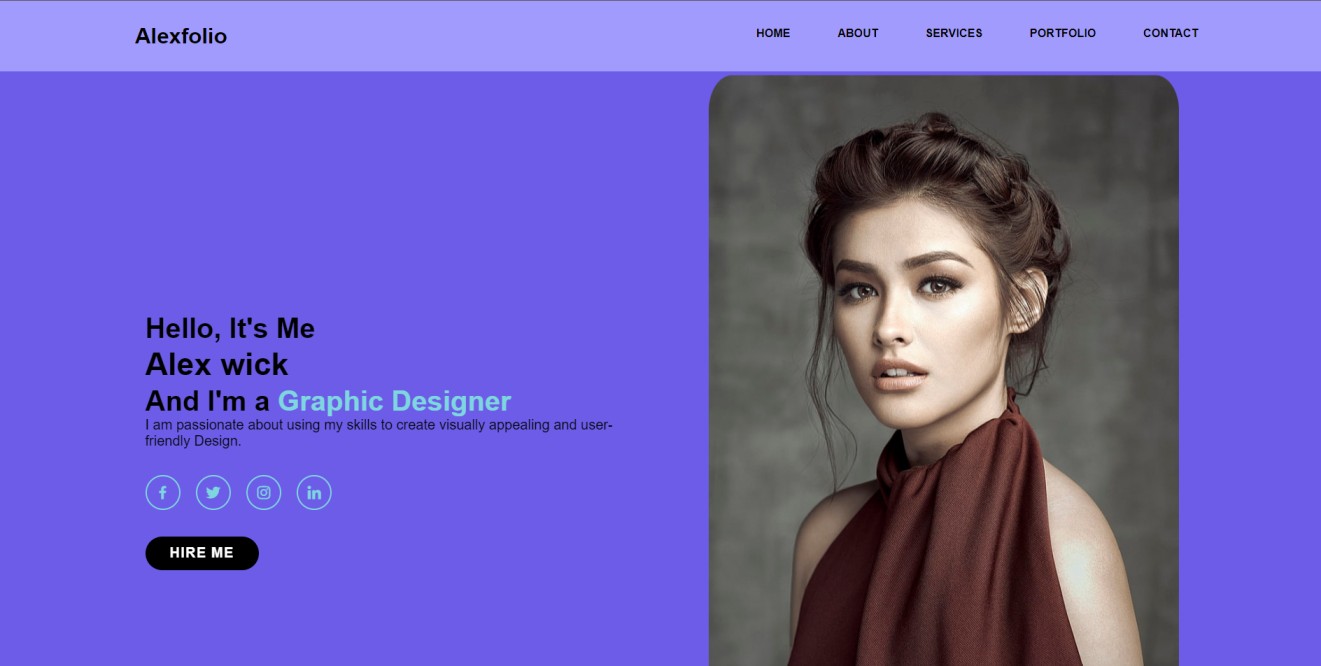 Alexfolio
HOME ABOUT SERVICES PORTFOLIO CONTACT
Hello, It's Me
Alex wick
And I'm a Graphic Designer
I am passionate about using my skills to create visually appealing and user-
friendly Design.
HIRE ME